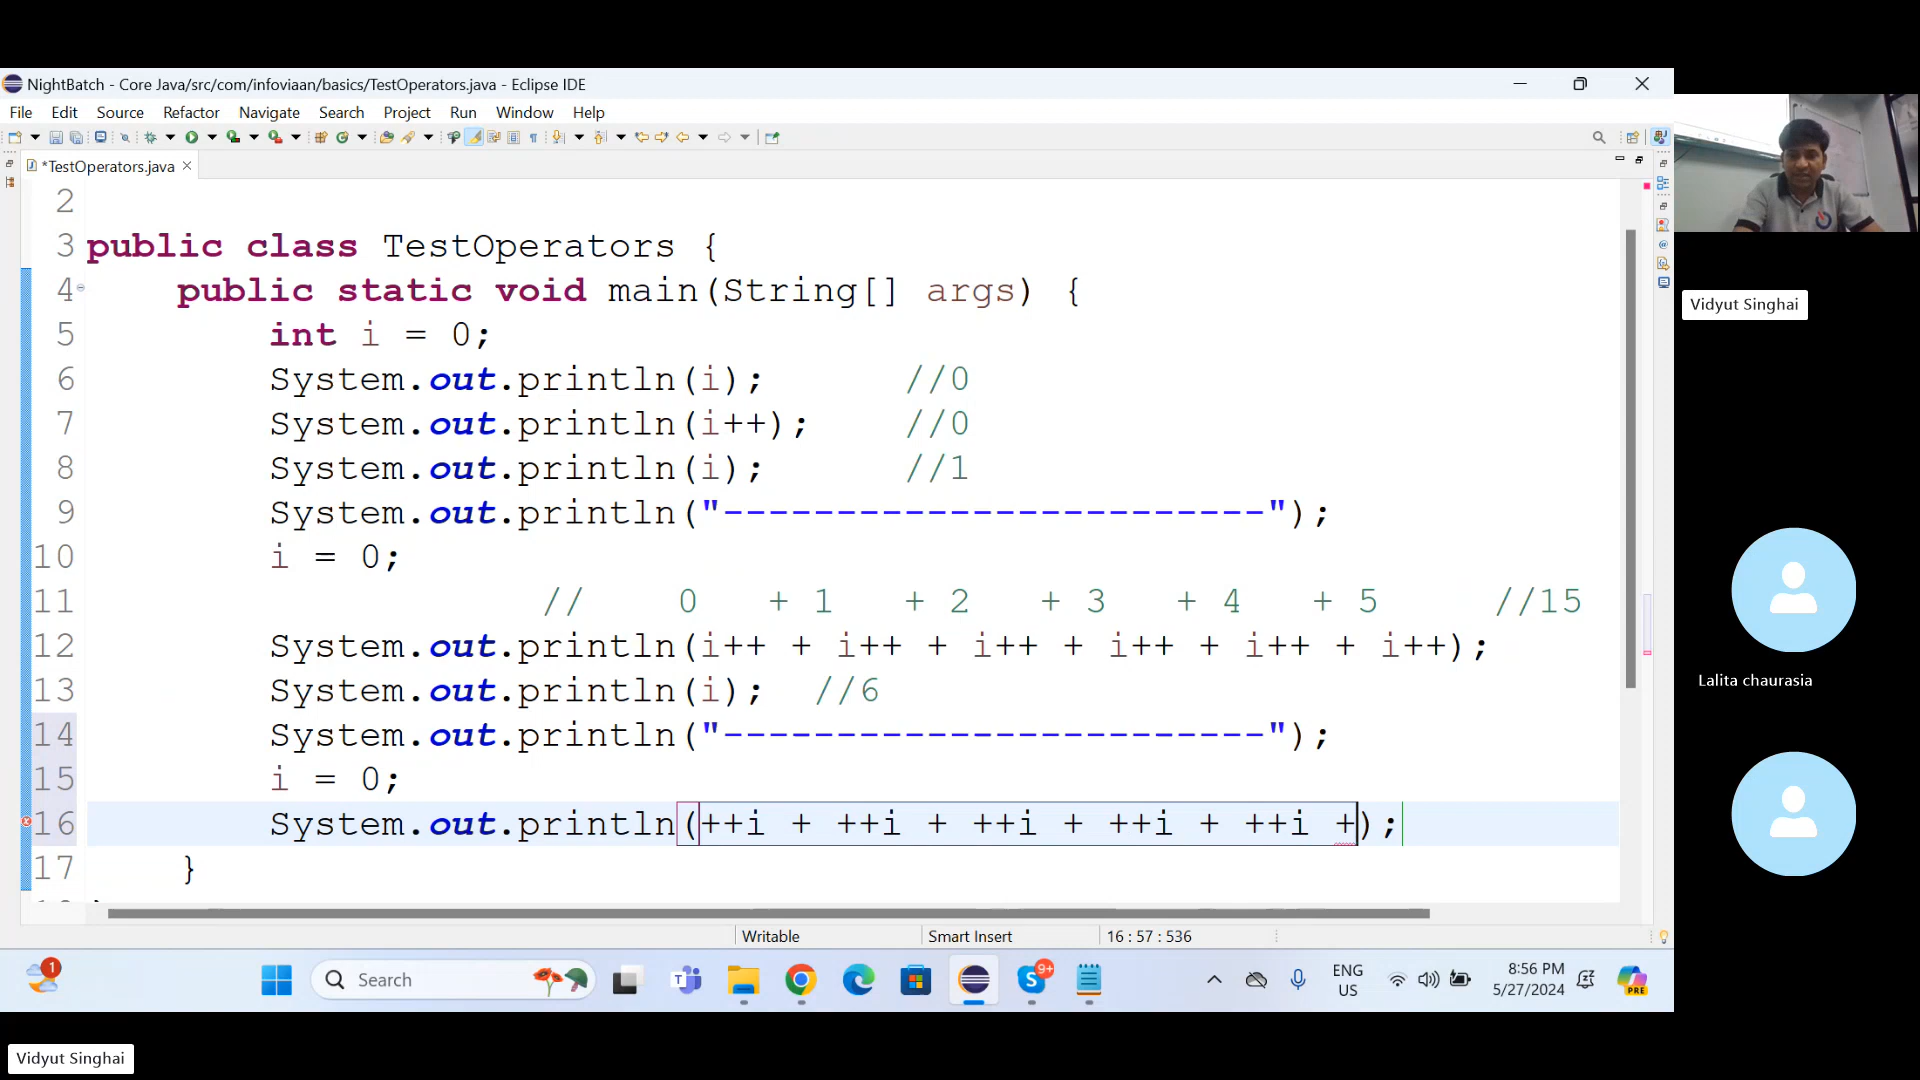 NightBatch - Core Java/src/com/infoviaan/basics/TestOperators.java - Eclipse IDE
File Edit Source Refactor Navigate Search Project Run Window Help
*TestOperators.java
2
3 public class TestOperators {
4 public static void main(String[] args) {
5 int i = 0;
6 System.out.println(i); //0
7 System.out.println(i++); //0
8 System.out.println(i); //1
9 System.out.println("------------------------");
10 i = 0;
11 // 0 + 1 + 2 + 3 + 4 + 5 //15
12 System.out.println(i++ + i++ + i++ + i++ + i++ + i++);
13 System.out.println(i); //6
14 System.out.println("------------------------");
15 i = 0;
16 System.out.println(++i + ++i + ++i + ++i + ++i +);
17 }
Writable Smart Insert 16 : 57 : 536
1 Search 9+ ENG US 8:56 PM 5/27/2024 PRE
Vidyut Singhai
Lalita chaurasia
Vidyut Singhai